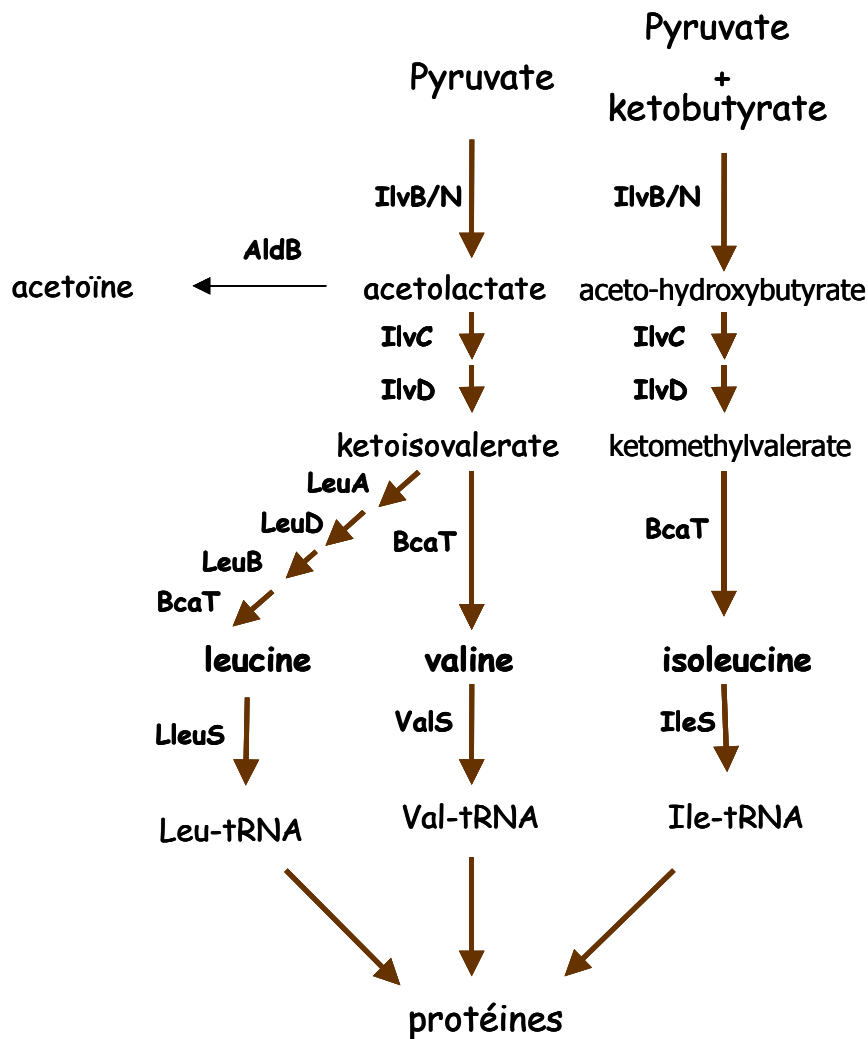 Pyruvate
+
ketobutyrate
Pyruvate
IlvB/N
IlvB/N
AldB
acetoïne
acetolactate
aceto-hydroxybutyrate
IlvC
IlvC
IlvD
IlvD
ketoisovalerate
ketomethylvalerate
LeuA
LeuD
BcaT
BcaT
LeuB
BcaT
leucine
valine
isoleucine
LleuS
ValS
IleS
Leu-tRNA
Val-tRNA
Ile-tRNA
protéines